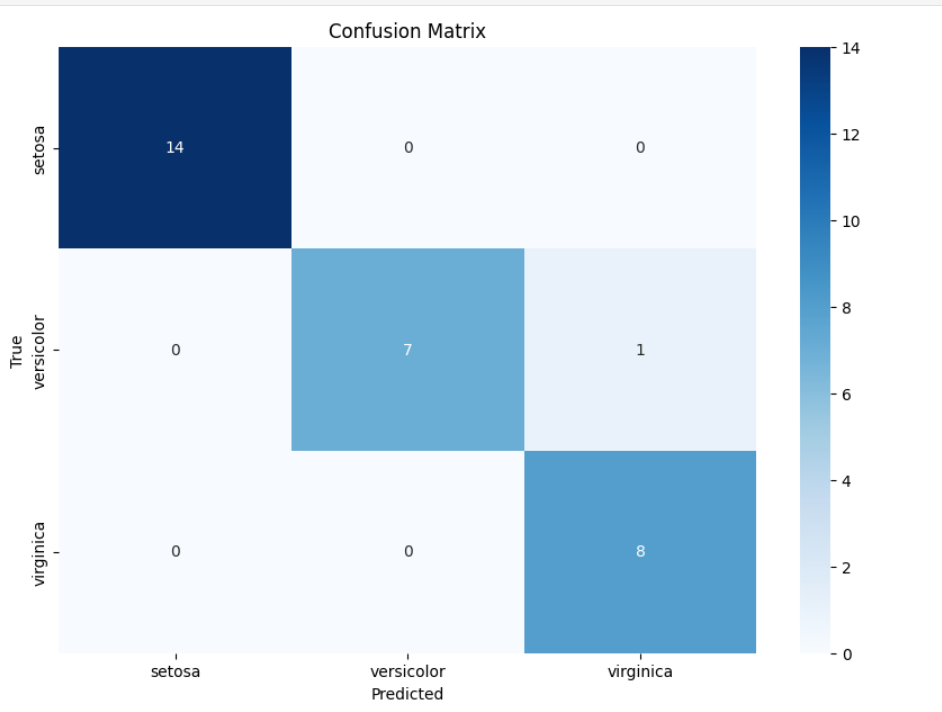 Confusion Matrix
setosa
14
0
0
True
versicolor
0
7
1
virginica
0
0
8
setosa
versicolor
virginica
Predicted
14
12
10
8
6
4
2
0